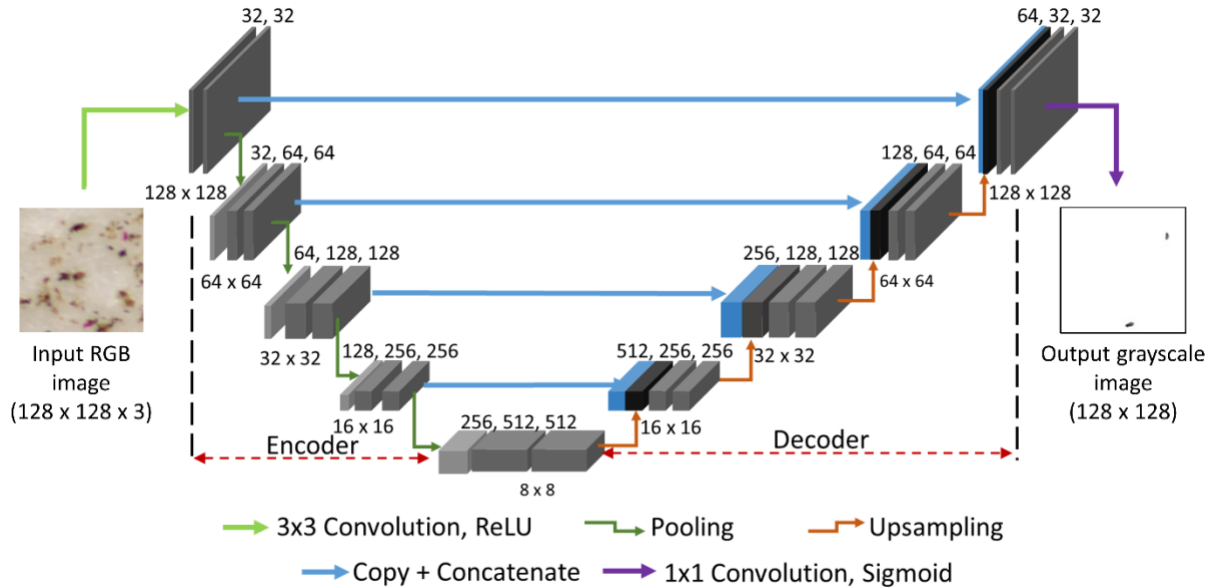 32, 32
64, 32, 32
32, 64, 64
128, 64, 64
128 x 128
128 x 128
64, 128, 128
256, 128, 128
64 x 64
64 x 64
Input RGB
image
(128 x 128 x 3)
Output grayscale
image
(128 x 128)
32 x 32
32 x 32
128, 256, 256
512, 256, 256
16 x 16
16 x 16
256, 512, 512
Encoder
Decoder
8 x 8
3x3 Convolution, ReLU
Pooling
Upsampling
Copy + Concatenate
1x1 Convolution, Sigmoid